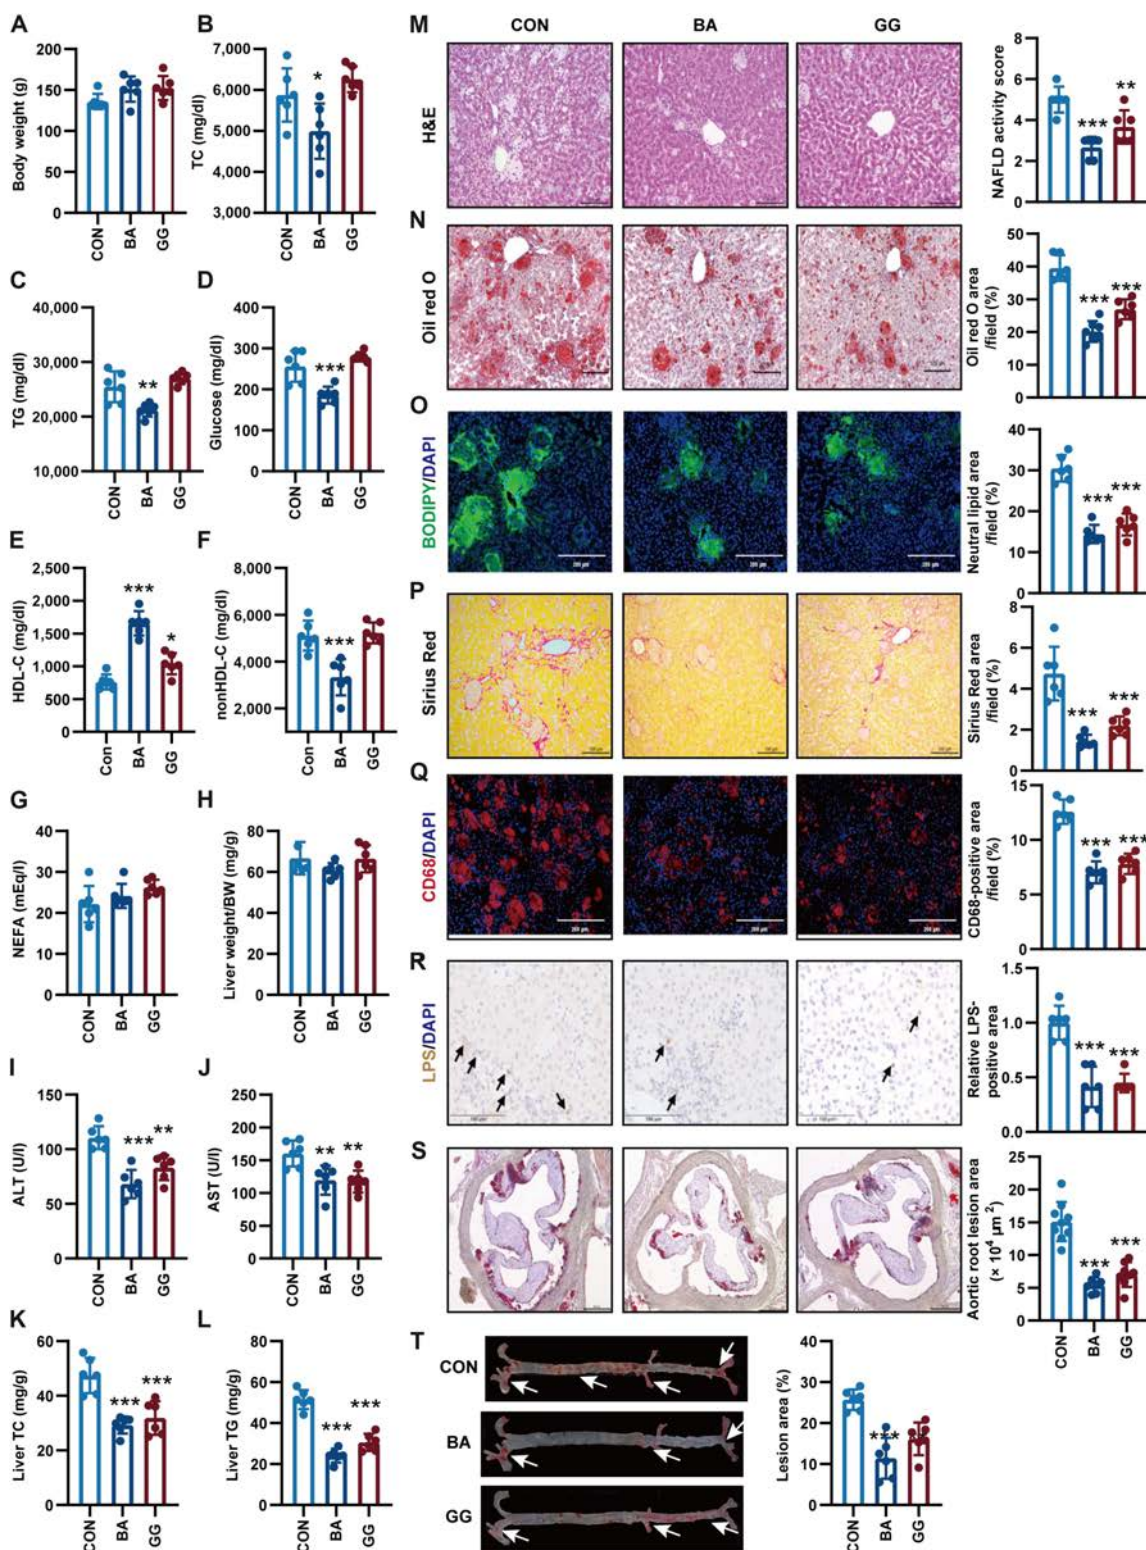 A
Body weight (g)
200
150
100
50
0
CON
BA
GG
B
TC (mg/dl)
7,000
6,000
5,000
4,000
3,000
*
CON
BA
GG
C
TG (mg/dl)
40,000
30,000
20,000
10,000
**
CON
BA
GG
D
Glucose (mg/dl)
400
300
200
100
0
***
CON
BA
GG
E
HDL-C (mg/dl)
2,500
2,000
1,500
1,000
500
0
***
*
Con
BA
GG
F
nonHDL-C (mg/dl)
8,000
6,000
4,000
2,000
***
Con
BA
GG
G
NEFA (mEq/l)
40
30
20
10
0
CON
BA
GG
H
Liver weight/BW (mg/g)
80
60
40
20
0
CON
BA
GG
I
ALT (U/l)
150
100
50
0
***
**
CON
BA
GG
J
AST (U/l)
250
200
150
100
50
0
**
**
CON
BA
GG
K
Liver TC (mg/g)
60
40
20
0
***
***
CON
BA
GG
L
Liver TG (mg/g)
80
60
40
20
0
***
***
CON
BA
GG
CON BA GG
M
H&E
NAFLD activity score
8
6
4
2
0
***
**
N
Oil red O
Oil red O area
/field (%)
50
40
30
20
10
0
***
***
O
BODIPY/DAPI
200 μm
200 μm
200 μm
Neutral lipid area
/field (%)
40
30
20
10
0
***
***
P
Sirius Red
Sirius Red area
/field (%)
8
6
4
2
0
***
***
Q
CD68/DAPI
200 μm
200 μm
200 μm
CD68-positive area
/field (%)
15
10
5
0
***
***
R
LPS/DAPI
Relative LPS-
positive area
1.5
1.0
0.5
0.0
***
***
S
Aortic root lesion area
(× 10⁴ μm²)
25
20
15
10
5
0
***
***
CON
BA
GG
T
CON
BA
GG
Lesion area (%)
40
30
20
10
0
***
CON
BA
GG